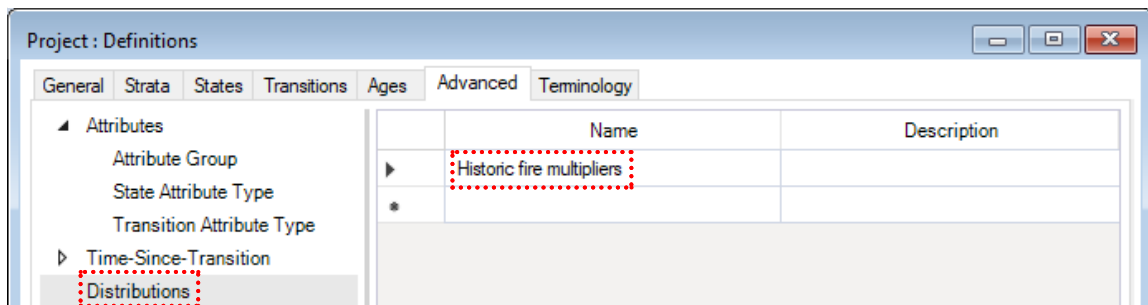 Project : Definitions
General Strata States Transitions Ages Advanced Terminology
Attributes
Attribute Group
State Attribute Type
Transition Attribute Type
Time-Since-Transition
Distributions
Name Description
Historic fire multipliers